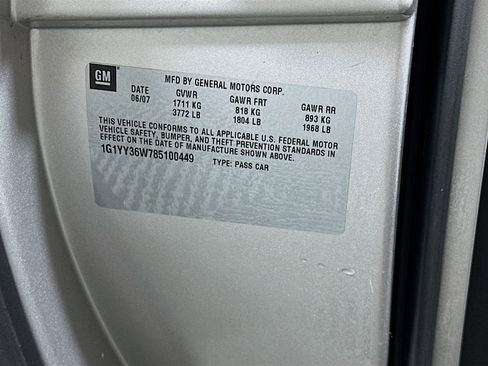 GM
MFD BY GENERAL MOTORS CORP.
DATE GVWR GAWR FRT GAWR RR
06/07 1711 KG 818 KG 893 KG
3772 LB 1804 LB 1968 LB
THIS VEHICLE CONFORMS TO ALL APPLICABLE U.S. FEDERAL MOTOR
VEHICLE SAFETY, BUMPER, AND THEFT PREVENTION STANDARDS IN
EFFECT ON THE DATE OF MANUFACTURE SHOWN ABOVE.
1G1YY36W785100449 TYPE: PASS CAR